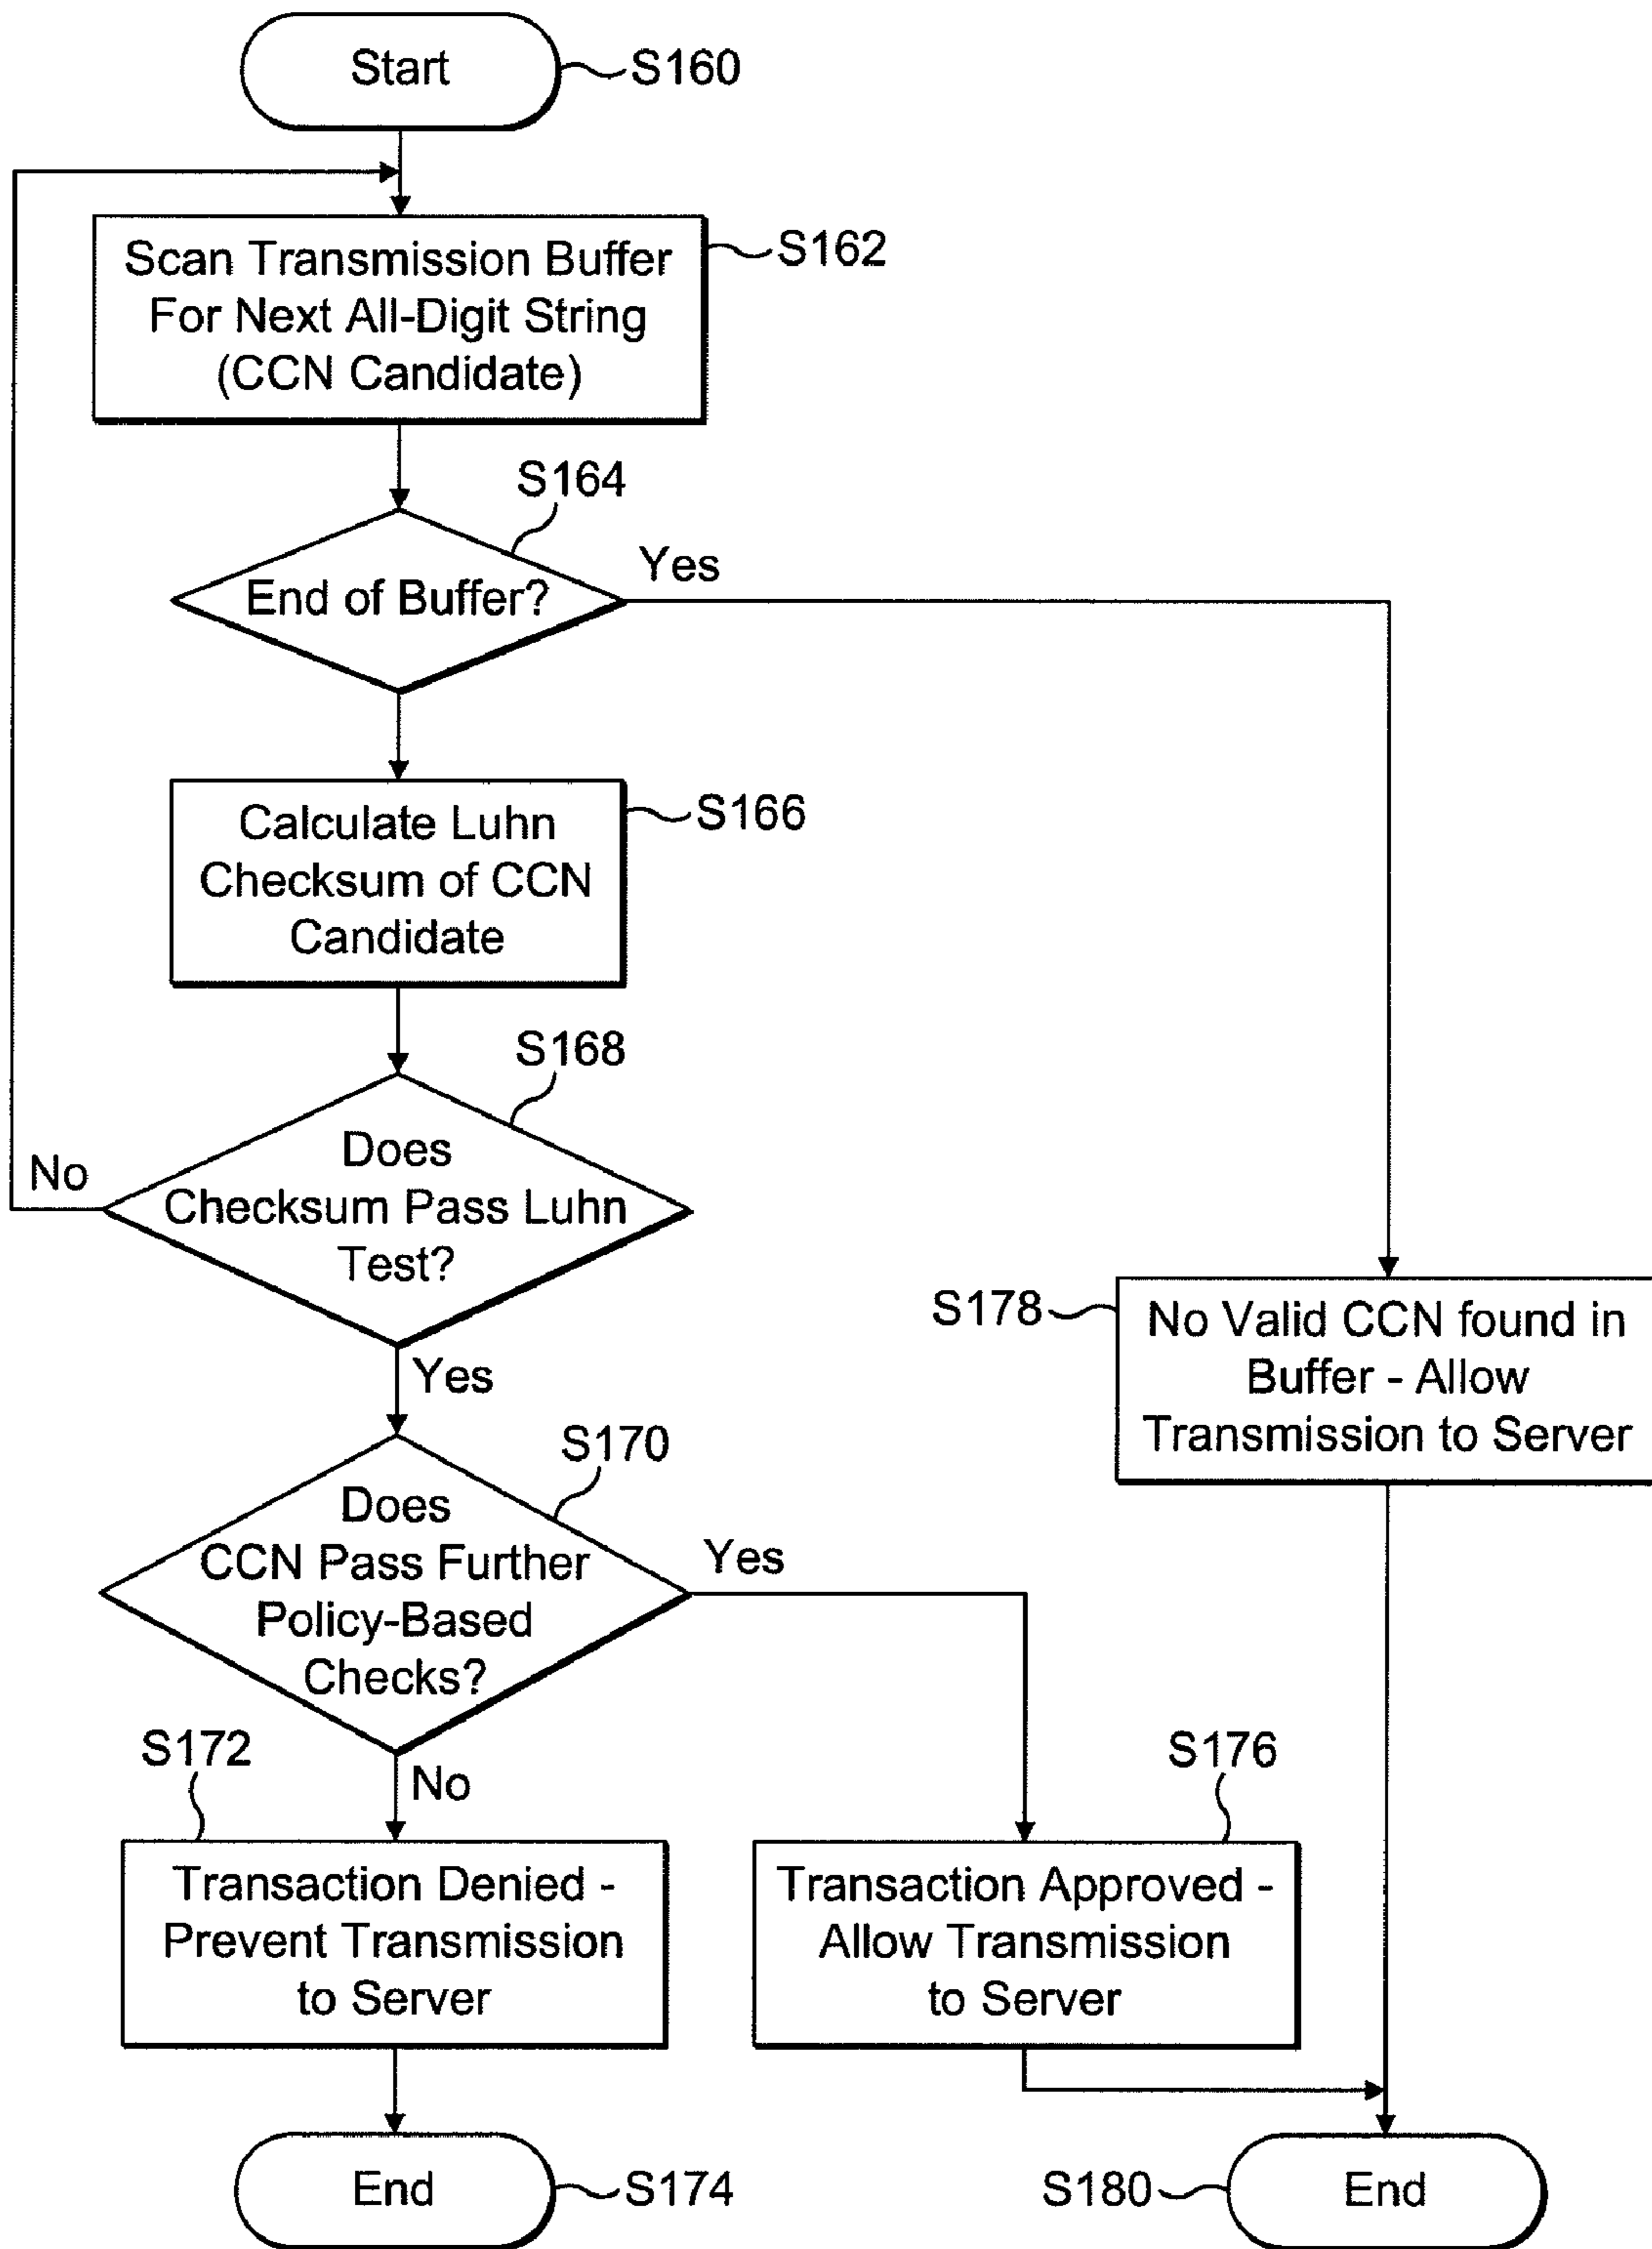 Start
S160
Scan Transmission Buffer
For Next All-Digit String
(CCN Candidate)
S162
S164
End of Buffer?
Yes
Calculate Luhn
Checksum of CCN
Candidate
S166
S168
Does
Checksum Pass Luhn
Test?
No
Yes
S178
No Valid CCN found in
Buffer - Allow
Transmission to Server
S170
Does
CCN Pass Further
Policy-Based
Checks?
Yes
No
S172
Transaction Denied -
Prevent Transmission
to Server
S176
Transaction Approved -
Allow Transmission
to Server
End
S174
S180
End